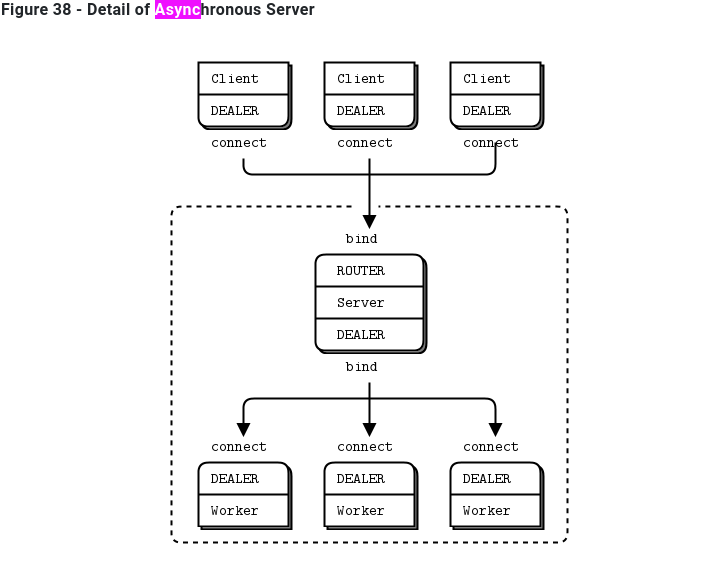 Figure 38 - Detail of Asynchronous Server
Client Client Client
DEALER DEALER DEALER
connect connect connect
bind
ROUTER
Server
DEALER
bind
connect connect connect
DEALER DEALER DEALER
Worker Worker Worker